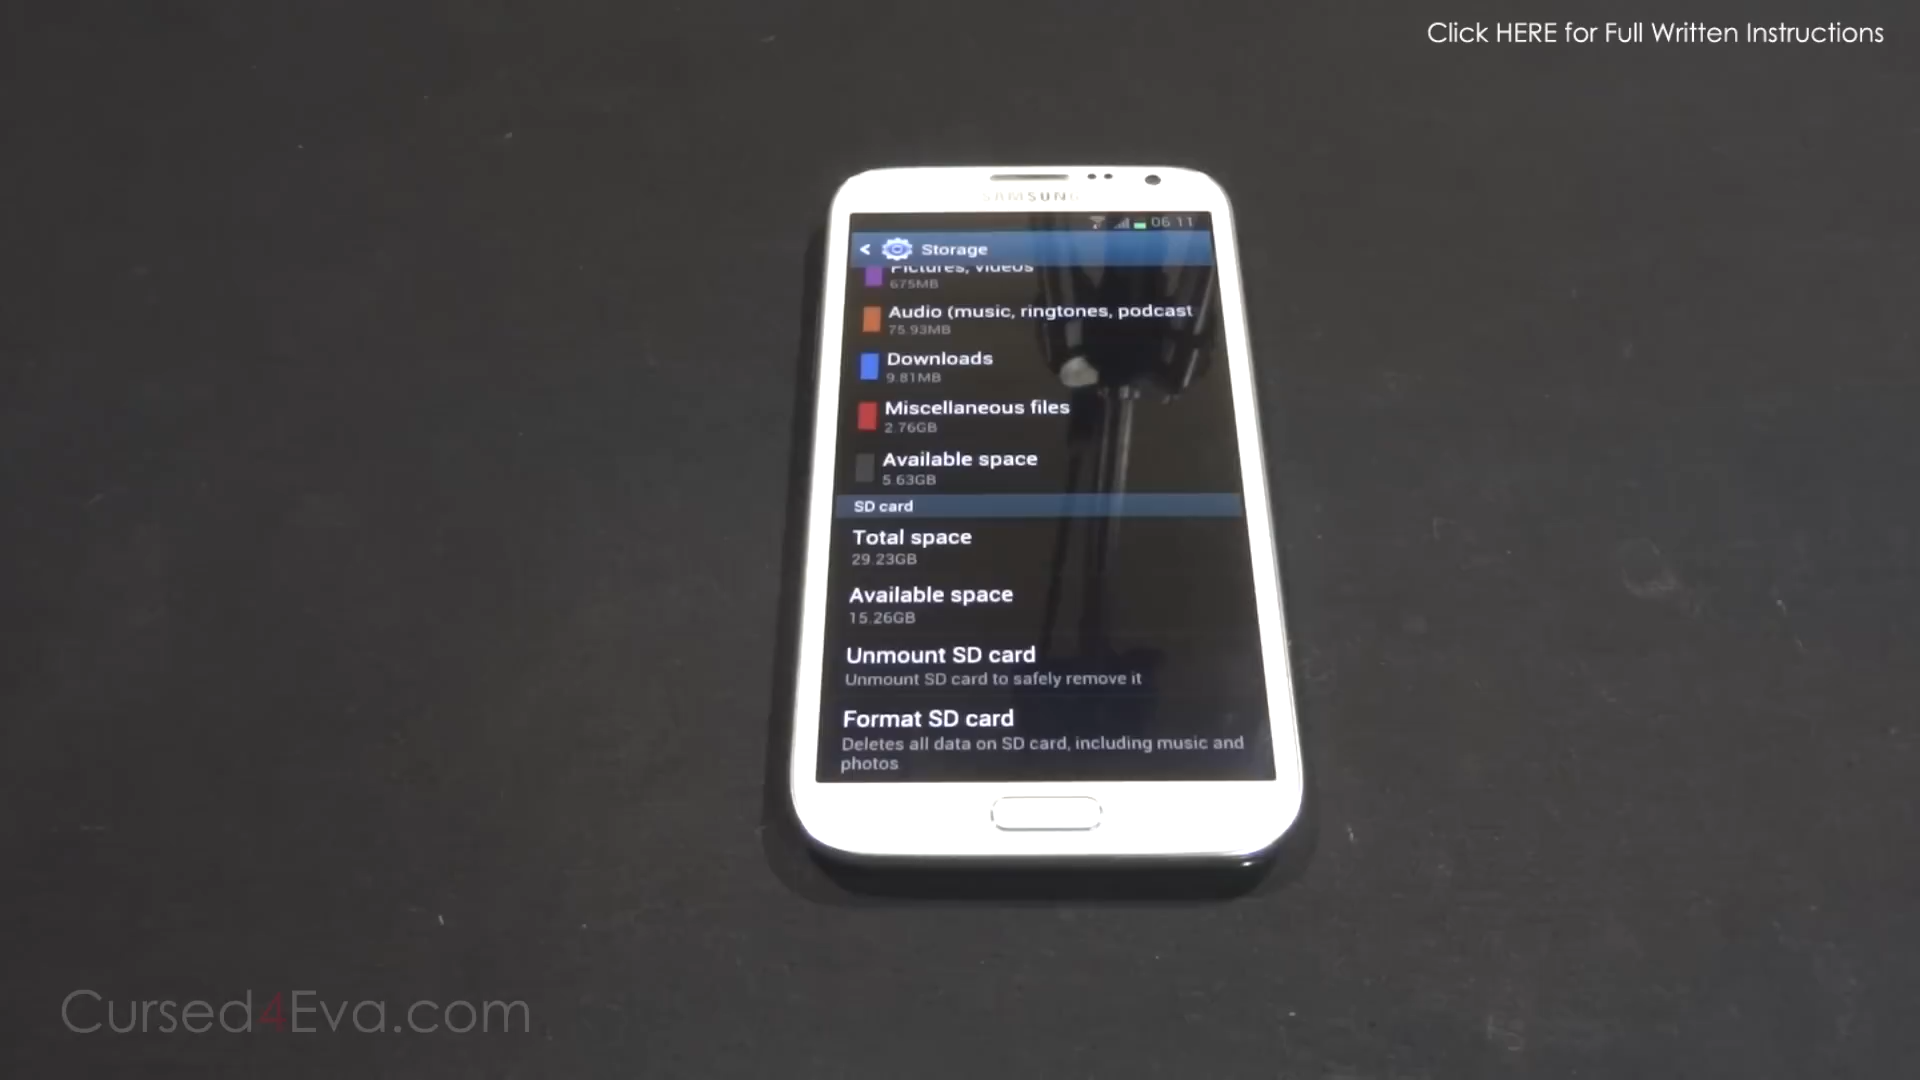 Click HERE for Full Written Instructions
SAMSUNG
06:11
Storage
Pictures, videos
675MB
Audio (music, ringtones, podcast
75.93MB
Downloads
9.81MB
Miscellaneous files
2.76GB
Available space
5.63GB
SD card
Total space
29.23GB
Available space
15.26GB
Unmount SD card
Unmount SD card to safely remove it
Format SD card
Deletes all data on SD card, including music and
photos
Cursed4Eva.com